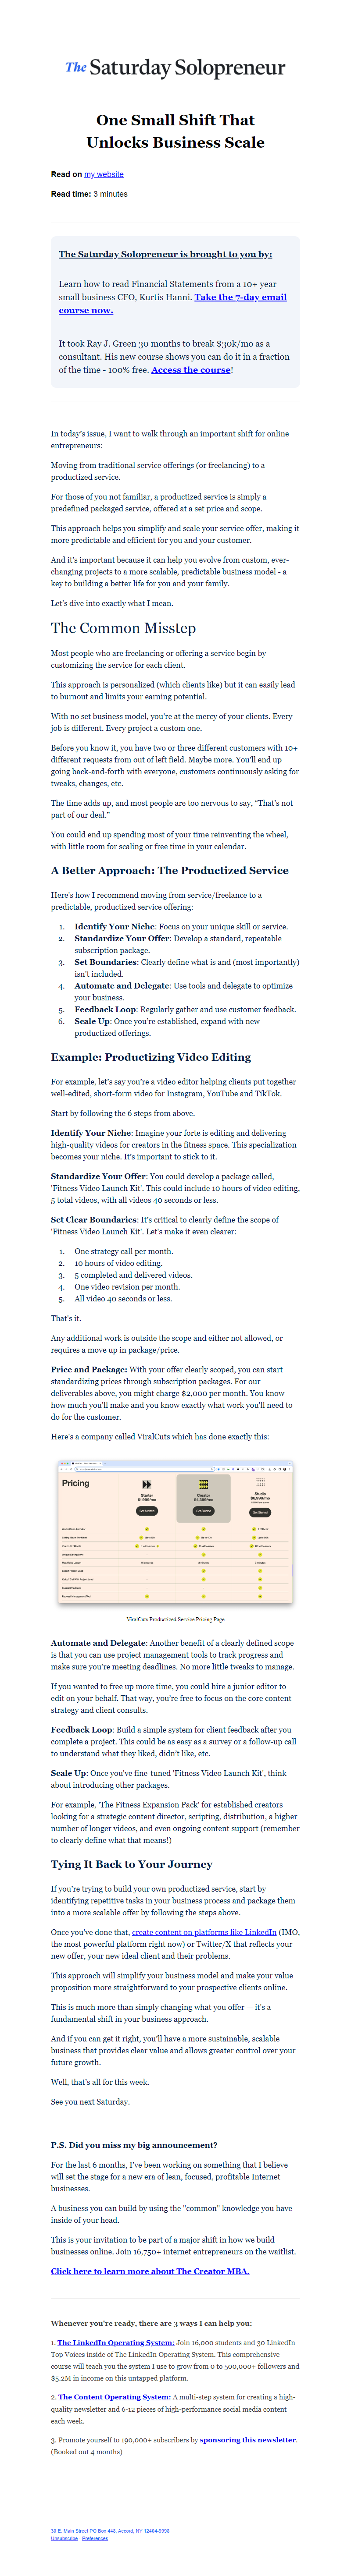 The Saturday Solopreneur
One Small Shift That
Unlocks Business Scale
Read on my website
Read time: 3 minutes
The Saturday Solopreneur is brought to you by:
Learn how to read Financial Statements from a 10+ year
small business CFO, Kurtis Hanni. Take the 7-day email
course now.
It took Ray J. Green 30 months to break $30k/mo as a
consultant. His new course shows you can do it in a fraction
of the time - 100% free. Access the course!
In today's issue, I want to walk through an important shift for online
entrepreneurs:
Moving from traditional service offerings (or freelancing) to a
productized service.
For those of you not familiar, a productized service is simply a
predefined packaged service, offered at a set price and scope.
This approach helps you simplify and scale your service offer, making it
more predictable and efficient for you and your customer.
And it's important because it can help you evolve from custom, ever-
changing projects to a more scalable, predictable business model - a
key to building a better life for you and your family.
Let's dive into exactly what I mean.
The Common Misstep
Most people who are freelancing or offering a service begin by
customizing the service for each client.
This approach is personalized (which clients like) but it can easily lead
to burnout and limits your earning potential.
With no set business model, you're at the mercy of your clients. Every
job is different. Every project a custom one.
Before you know it, you have two or three different customers with 10+
different requests from out of left field. Maybe more. You'll end up
going back-and-forth with everyone, customers continuously asking for
tweaks, changes, etc.
The time adds up, and most people are too nervous to say, “That's not
part of our deal.”
You could end up spending most of your time reinventing the wheel,
with little room for scaling or free time in your calendar.
A Better Approach: The Productized Service
Here's how I recommend moving from service/freelance to a
predictable, productized service offering:
1. Identify Your Niche: Focus on your unique skill or service.
2. Standardize Your Offer: Develop a standard, repeatable
subscription package.
3. Set Boundaries: Clearly define what is and (most importantly)
isn't included.
4. Automate and Delegate: Use tools and delegate to optimize
your business.
5. Feedback Loop: Regularly gather and use customer feedback.
6. Scale Up: Once you're established, expand with new
productized offerings.
Example: Productizing Video Editing
For example, let's say you're a video editor helping clients put together
well-edited, short-form video for Instagram, YouTube and TikTok.
Start by following the 6 steps from above.
Identify Your Niche: Imagine your forte is editing and delivering
high-quality videos for creators in the fitness space. This specialization
becomes your niche. It's important to stick to it.
Standardize Your Offer: You could develop a package called,
'Fitness Video Launch Kit'. This could include 10 hours of video editing,
5 total videos, with all videos 40 seconds or less.
Set Clear Boundaries: It's critical to clearly define the scope of
'Fitness Video Launch Kit'. Let's make it even clearer:
1. One strategy call per month.
2. 10 hours of video editing.
3. 5 completed and delivered videos.
4. One video revision per month.
5. All video 40 seconds or less.
That's it.
Any additional work is outside the scope and either not allowed, or
requires a move up in package/price.
Price and Package: With your offer clearly scoped, you can start
standardizing prices through subscription packages. For our
deliverables above, you might charge $2,000 per month. You know
how much you'll make and you know exactly what work you'll need to
do for the customer.
Here's a company called ViralCuts which has done exactly this:
Pricing
Starter
Creator
Studio
ViralCuts Productized Service Pricing Page
Automate and Delegate: Another benefit of a clearly defined scope
is that you can use project management tools to track progress and
make sure you're meeting deadlines. No more little tweaks to manage.
If you wanted to free up more time, you could hire a junior editor to
edit on your behalf. That way, you're free to focus on the core content
strategy and client consults.
Feedback Loop: Build a simple system for client feedback after you
complete a project. This could be as easy as a survey or a follow-up call
to understand what they liked, didn't like, etc.
Scale Up: Once you've fine-tuned 'Fitness Video Launch Kit', think
about introducing other packages.
For example, 'The Fitness Expansion Pack' for established creators
looking for a strategic content director, scripting, distribution, a higher
number of longer videos, and even ongoing content support (remember
to clearly define what that means!)
Tying It Back to Your Journey
If you're trying to build your own productized service, start by
identifying repetitive tasks in your business process and package them
into a more scalable offer by following the steps above.
Once you've done that, create content on platforms like LinkedIn (IMO,
the most powerful platform right now) or Twitter/X that reflects your
new offer, your new ideal client and their problems.
This approach will simplify your business model and make your value
proposition more straightforward to your prospective clients online.
This is much more than simply changing what you offer — it's a
fundamental shift in your business approach.
And if you can get it right, you'll have a more sustainable, scalable
business that provides clear value and allows greater control over your
future growth.
Well, that's all for this week.
See you next Saturday.
P.S. Did you miss my big announcement?
For the last 6 months, I've been working on something that I believe
will set the stage for a new era of lean, focused, profitable Internet
businesses.
A business you can build by using the "common" knowledge you have
inside of your head.
This is your invitation to be part of a major shift in how we build
businesses online. Join 16,750+ internet entrepreneurs on the waitlist.
Click here to learn more about The Creator MBA.
Whenever you're ready, there are 3 ways I can help you:
1. The LinkedIn Operating System: Join 16,000 students and 30 LinkedIn
Top Voices inside of The LinkedIn Operating System. This comprehensive
course will teach you the system I use to grow from 0 to 500,000+ followers and
$5.2M in income on this untapped platform.
2. The Content Operating System: A multi-step system for creating a high-
quality newsletter and 6-12 pieces of high-performance social media content
each week.
3. Promote yourself to 190,000+ subscribers by sponsoring this newsletter.
(Booked out 4 months)
Unsubscribe · Preferences